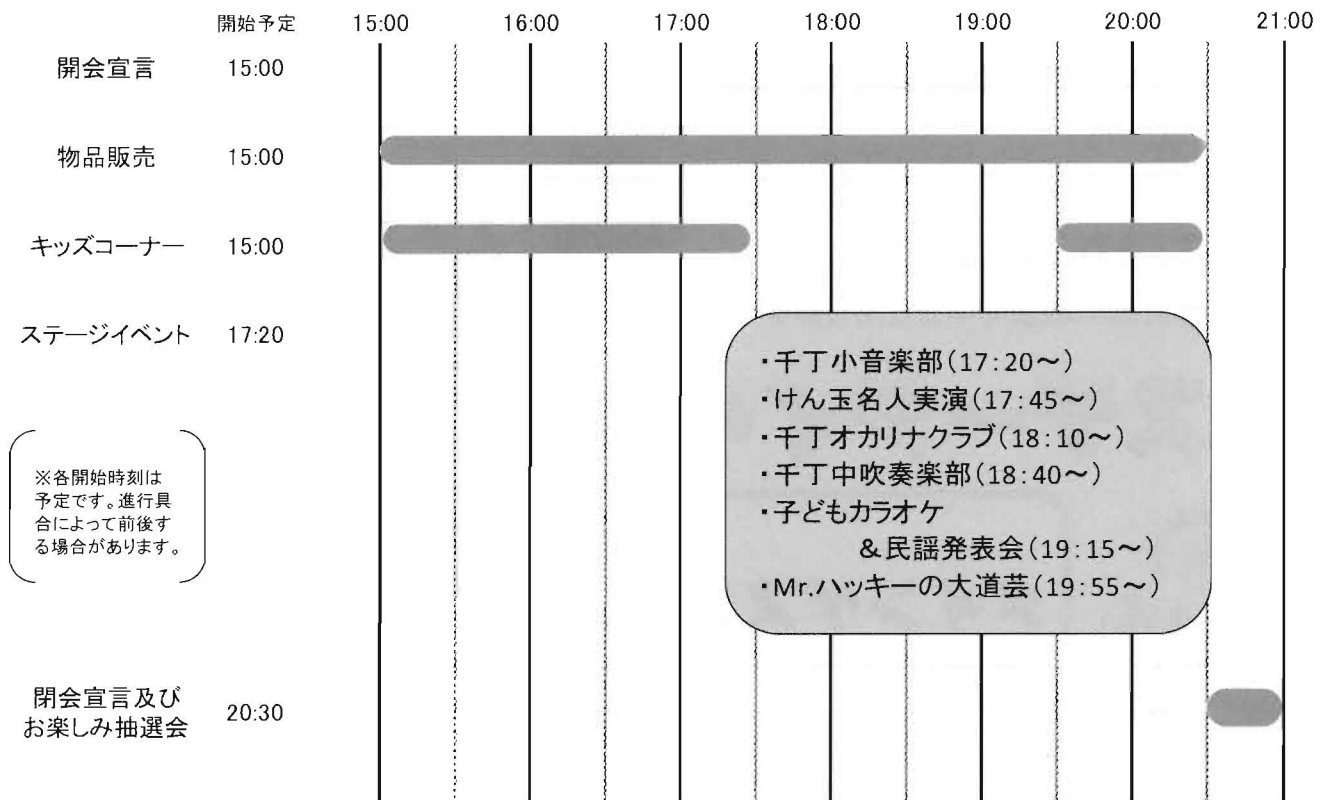 開始予定 15:00 16:00 17:00 18:00 19:00 20:00 21:00
開会宣言 15:00
物品販売 15:00
キッズコーナー 15:00
ステージイベント 17:20
・千丁小音楽部(17:20～)
・けん玉名人実演(17:45～)
・千丁オカリナクラブ(18:10～)
・千丁中吹奏楽部(18:40～)
・子どもカラオケ
&民謡発表会(19:15～)
・Mr.ハッキーの大道芸(19:55～)
※各開始時刻は
予定です。進行具
合によって前後す
る場合があります。
閉会宣言及び
お楽しみ抽選会 20:30